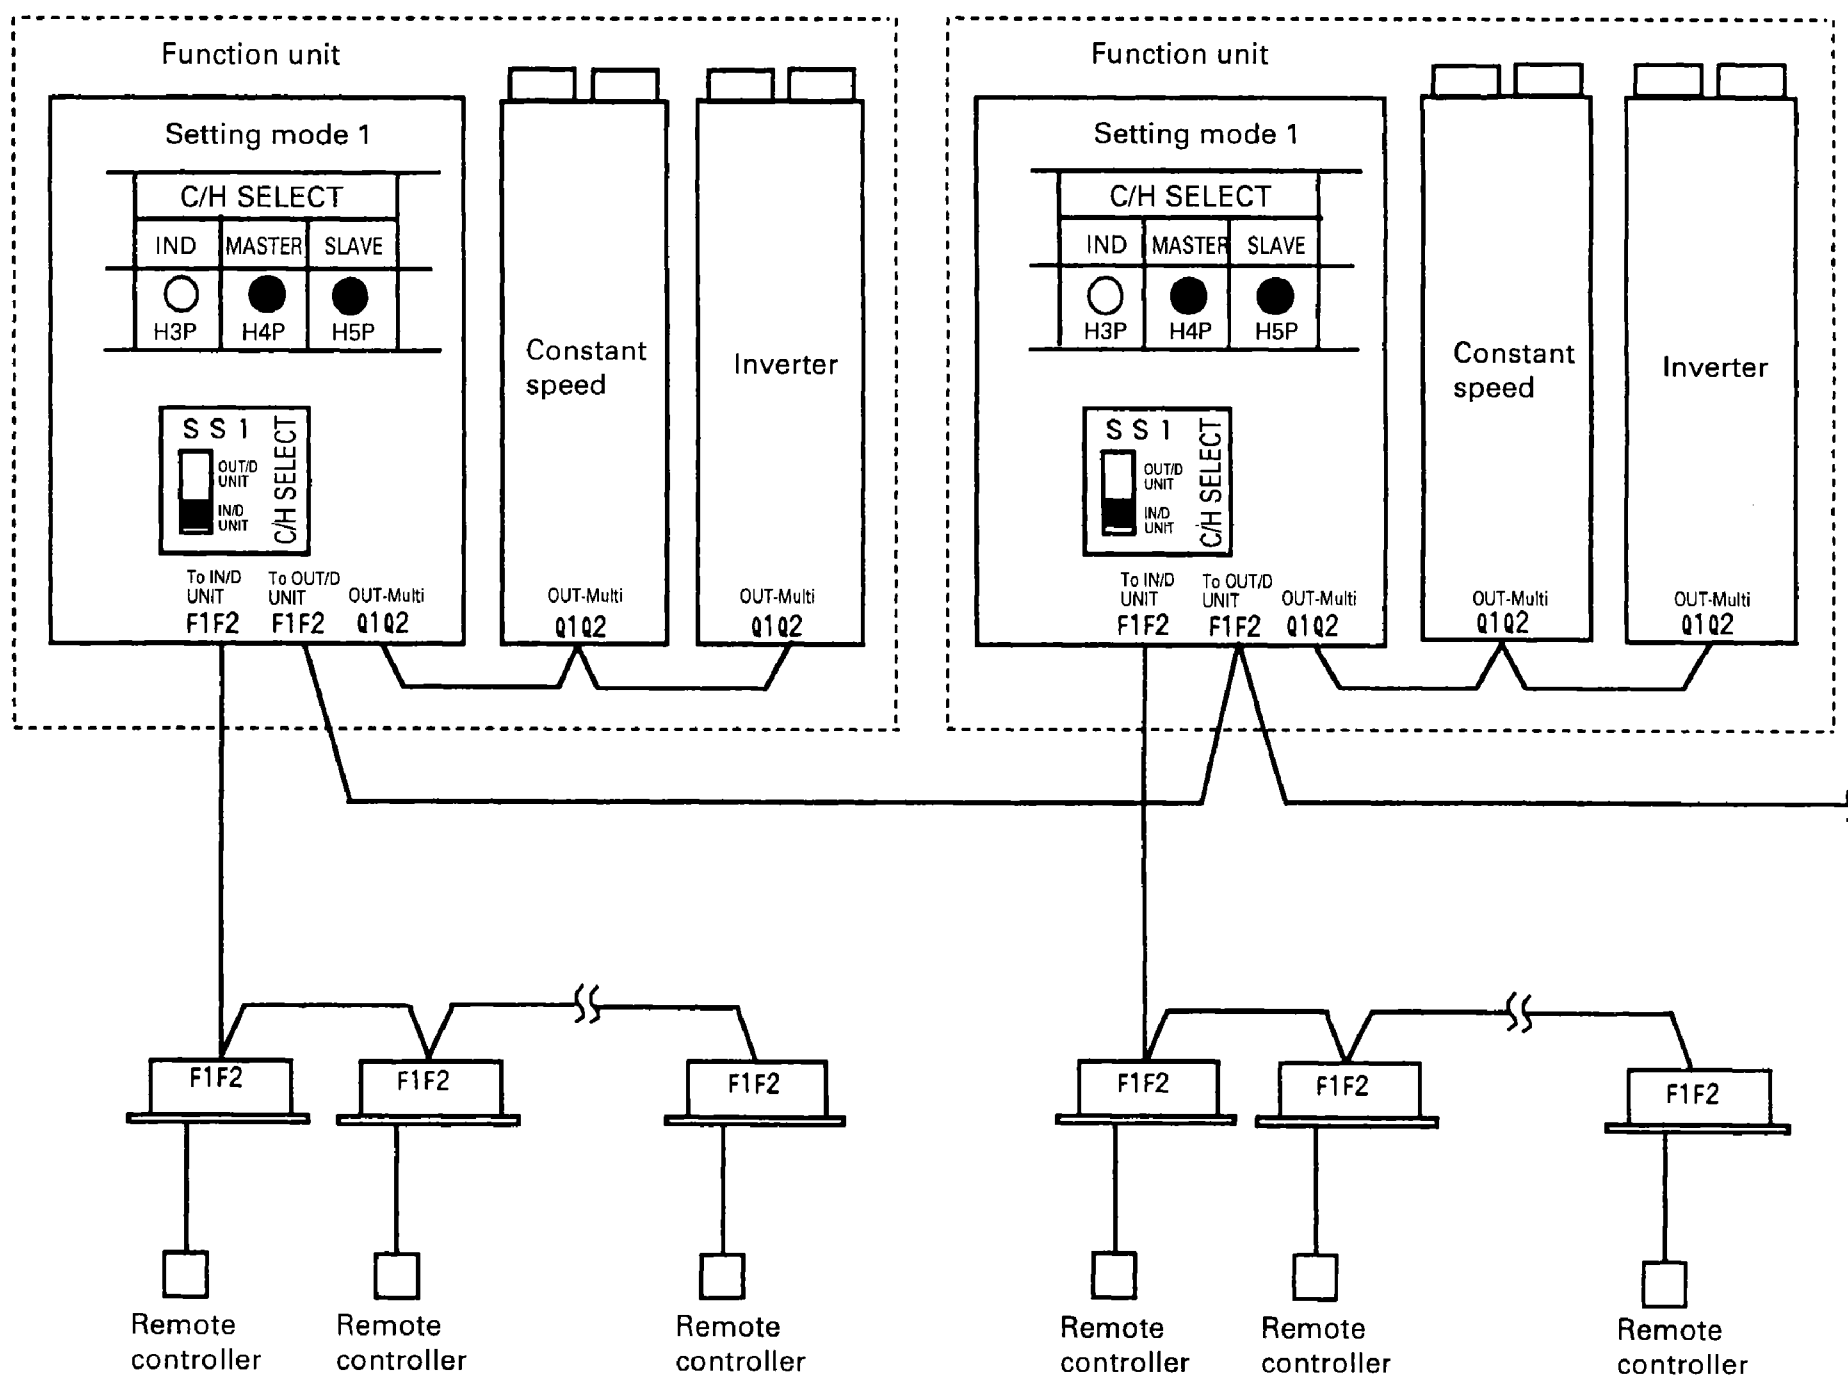 Function unit
Setting mode 1
C/H SELECT
IND MASTER SLAVE
H3P H4P H5P
SS1
OUT/D
UNIT
IN/D
UNIT
C/H SELECT
To IN/D
UNIT
F1F2
To OUT/D
UNIT
F1F2
OUT-Multi
Q1Q2
Constant
speed
OUT-Multi
Q1Q2
Inverter
OUT-Multi
Q1Q2
Function unit
Setting mode 1
C/H SELECT
IND MASTER SLAVE
H3P H4P H5P
SS1
OUT/D
UNIT
IN/D
UNIT
C/H SELECT
To IN/D
UNIT
F1F2
To OUT/D
UNIT
F1F2
OUT-Multi
Q1Q2
Constant
speed
OUT-Multi
Q1Q2
Inverter
OUT-Multi
Q1Q2
F1F2
F1F2
F1F2
F1F2
F1F2
F1F2
Remote
controller
Remote
controller
Remote
controller
Remote
controller
Remote
controller
Remote
controller